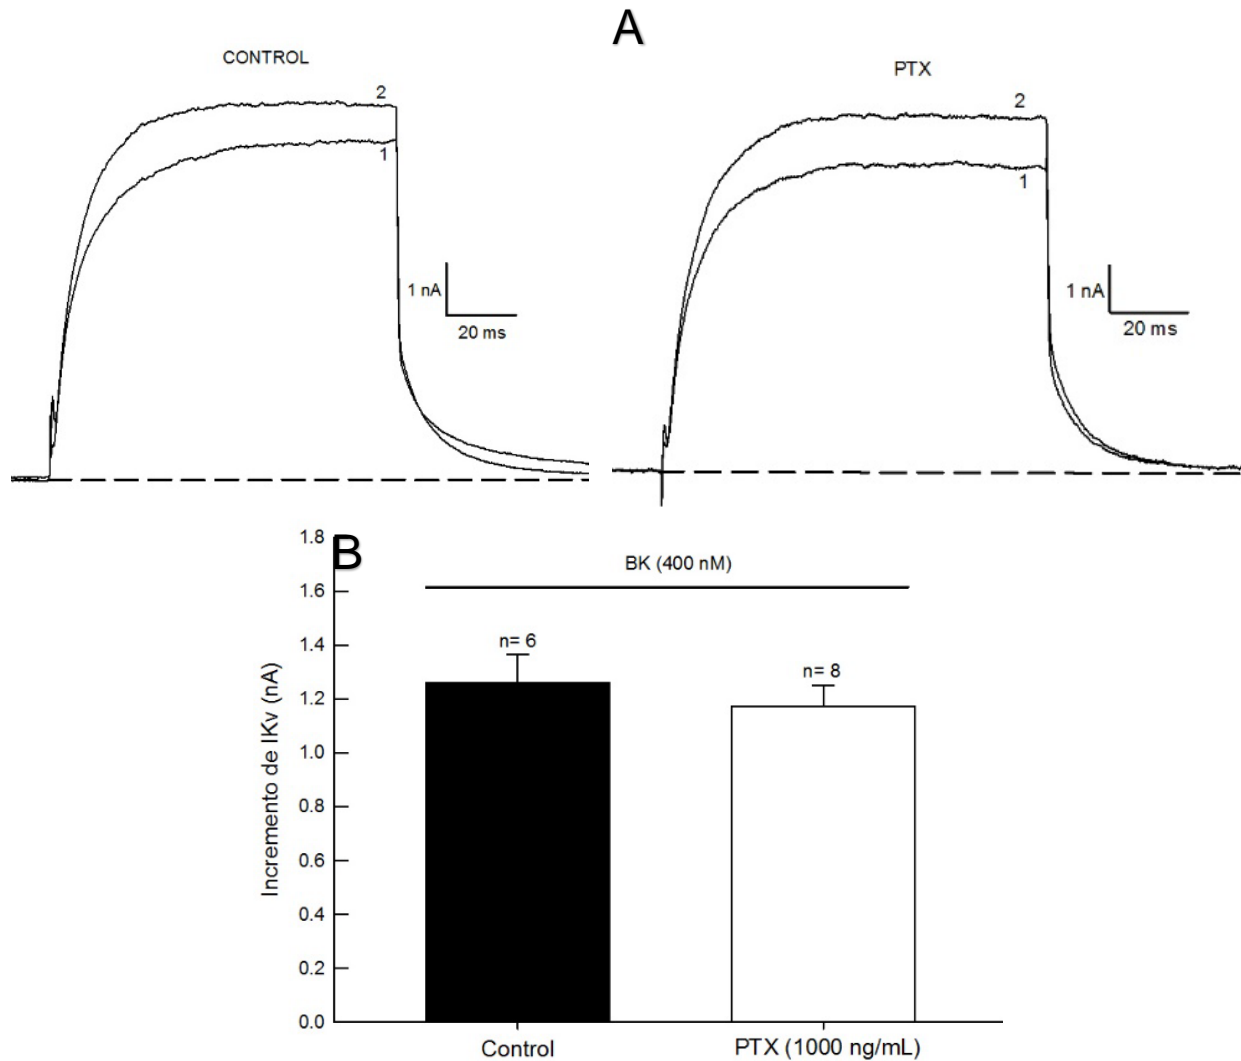 A
CONTROL
2
1
1 nA
20 ms
PTX
2
1
1 nA
20 ms
B
BK (400 nM)
n= 6
n= 8
Incremento de IKv (nA)
1.8
1.6
1.4
1.2
1.0
0.8
0.6
0.4
0.2
0.0
Control
PTX (1000 ng/mL)